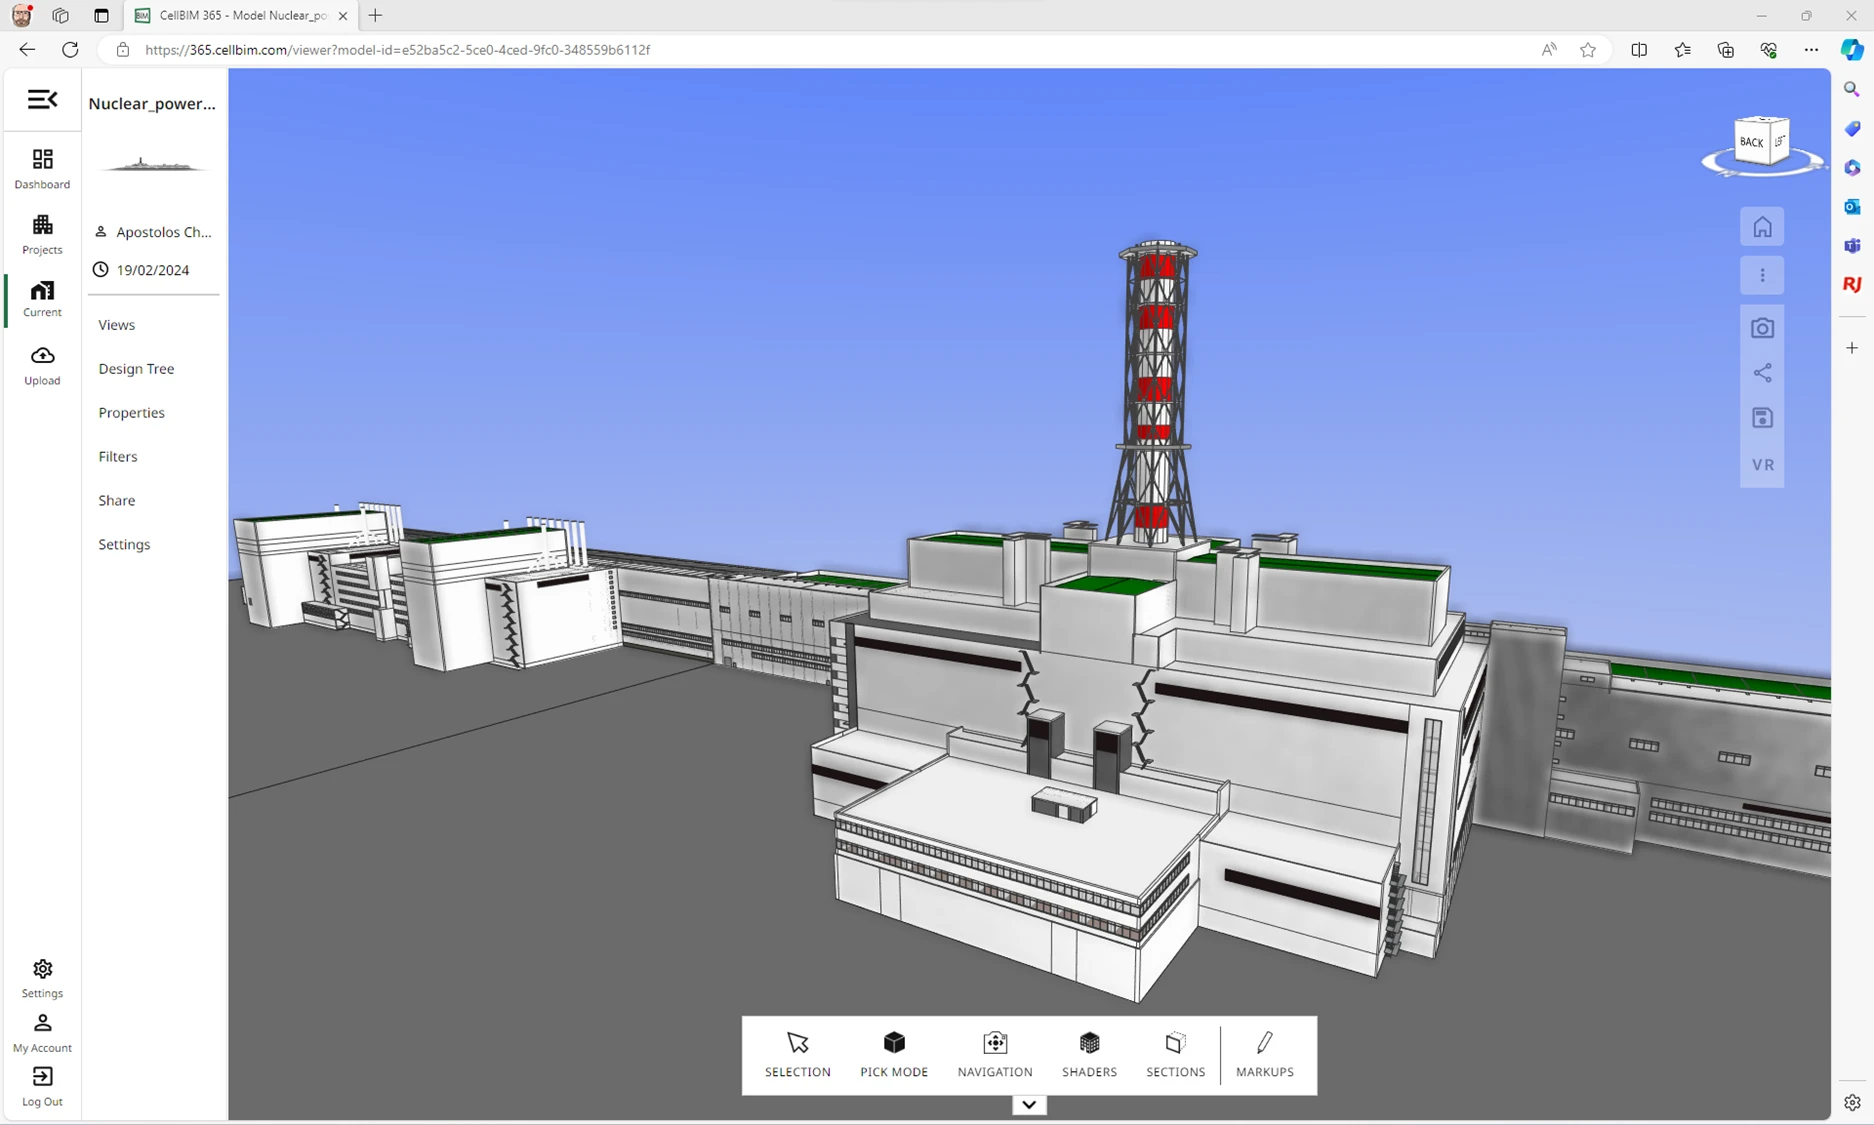 CellBIM 365 - Model Nuclear_po
https://365.cellbim.com/viewer?model-id=e52ba5c2-5ce0-4ced-9fc0-348559b6112f
Nuclear_power...
Dashboard
Projects
Current
Upload
Apostolos Ch...
19/02/2024
Views
Design Tree
Properties
Filters
Share
Settings
BACK
VR
RJ
SELECTION
PICK MODE
NAVIGATION
SHADERS
SECTIONS
MARKUPS
Settings
My Account
Log Out